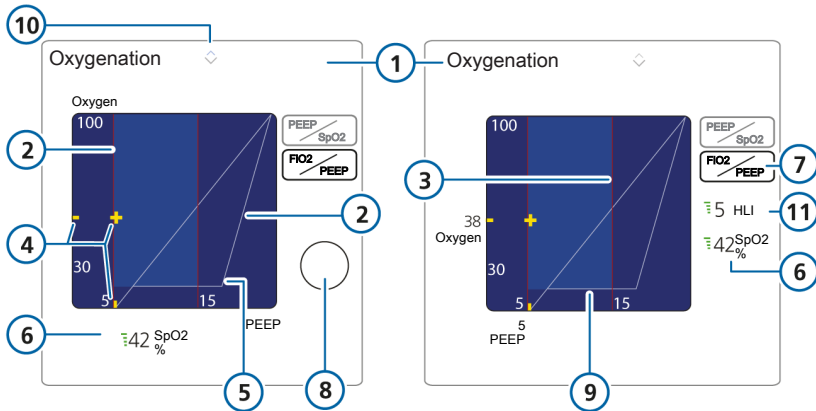 10
Oxygenation
1
Oxygenation
Oxygen
100
PEEP
SpO2
FIO2
PEEP
2
2
30
4
5
15
PEEP
6
42 SpO2
%
5
8
100
PEEP
SpO2
FIO2
PEEP
7
3
38
Oxygen
5 HLI
11
42 SpO2
%
30
6
5
15
5
PEEP
9